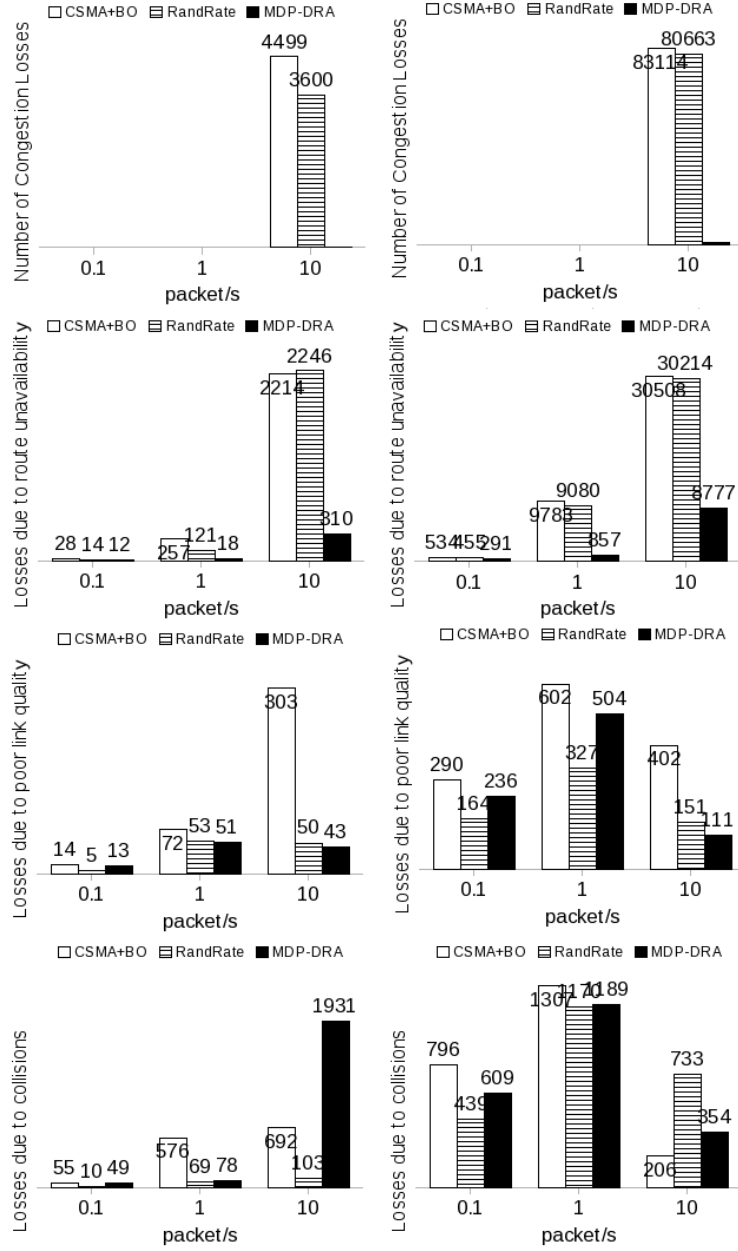 CSMA+BO RandRate MDP-DRA
Number of Congestion Losses
4499
3600
0.1 1 10
packet/s
CSMA+BO RandRate MDP-DRA
Number of Congestion Losses
83114
80663
0.1 1 10
packet/s
CSMA+BO RandRate MDP-DRA
Losses due to route unavailability
28 14 12
257 121 18
2214 2246 310
0.1 1 10
packet/s
CSMA+BO RandRate MDP-DRA
Losses due to route unavailability
534 455 291
9783 9080 857
30508 30214 8777
0.1 1 10
packet/s
CSMA+BO RandRate MDP-DRA
Losses due to poor link quality
14 5 13
72 53 51
303 50 43
0.1 1 10
packet/s
CSMA+BO RandRate MDP-DRA
Losses due to poor link quality
290 164 236
602 327 504
402 151 111
0.1 1 10
packet/s
CSMA+BO RandRate MDP-DRA
Losses due to collisions
55 10 49
576 69 78
692 103 1931
0.1 1 10
packet/s
CSMA+BO RandRate MDP-DRA
Losses due to collisions
796 439 609
1307 1170 1189
206 733 354
0.1 1 10
packet/s